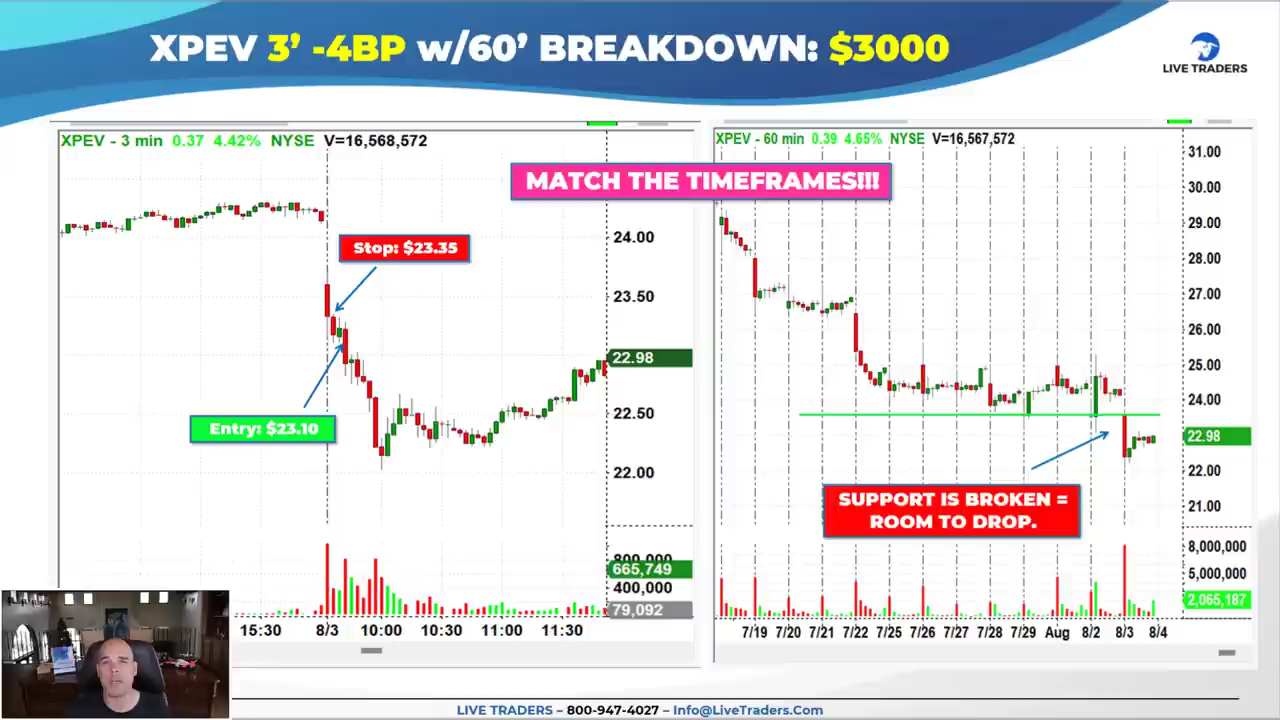 XPEV 3’ -4BP w/60’ BREAKDOWN: $3000
LIVE TRADERS
XPEV - 3 min 0.37 4.42% NYSE V=16,568,572
XPEV - 60 min 0.39 4.65% NYSE V=16,567,572
MATCH THE TIMEFRAMES!!!
Stop: $23.35
Entry: $23.10
24.00
23.50
22.98
22.50
22.00
800,000
665,749
400,000
79,092
15:30 8/3 10:00 10:30 11:00 11:30
31.00
30.00
29.00
28.00
27.00
26.00
25.00
24.00
22.98
22.00
21.00
SUPPORT IS BROKEN =
ROOM TO DROP.
8,000,000
5,000,000
2,065,187
7/19 7/20 7/21 7/22 7/25 7/26 7/27 7/28 7/29 Aug 8/2 8/3 8/4
LIVE TRADERS – 800-947-4027 – Info@LiveTraders.Com